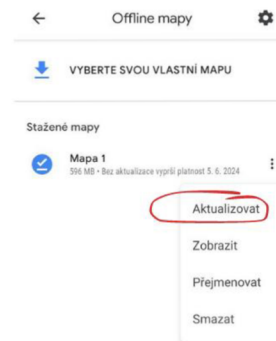 Offline mapy
VYBERTE SVOU VLASTNÍ MAPU
Stažené mapy
Mapa 1
596 MB • Bez aktualizace vyprší platnost 5. 6. 2024
Aktualizovat
Zobrazit
Přejmenovat
Smazat